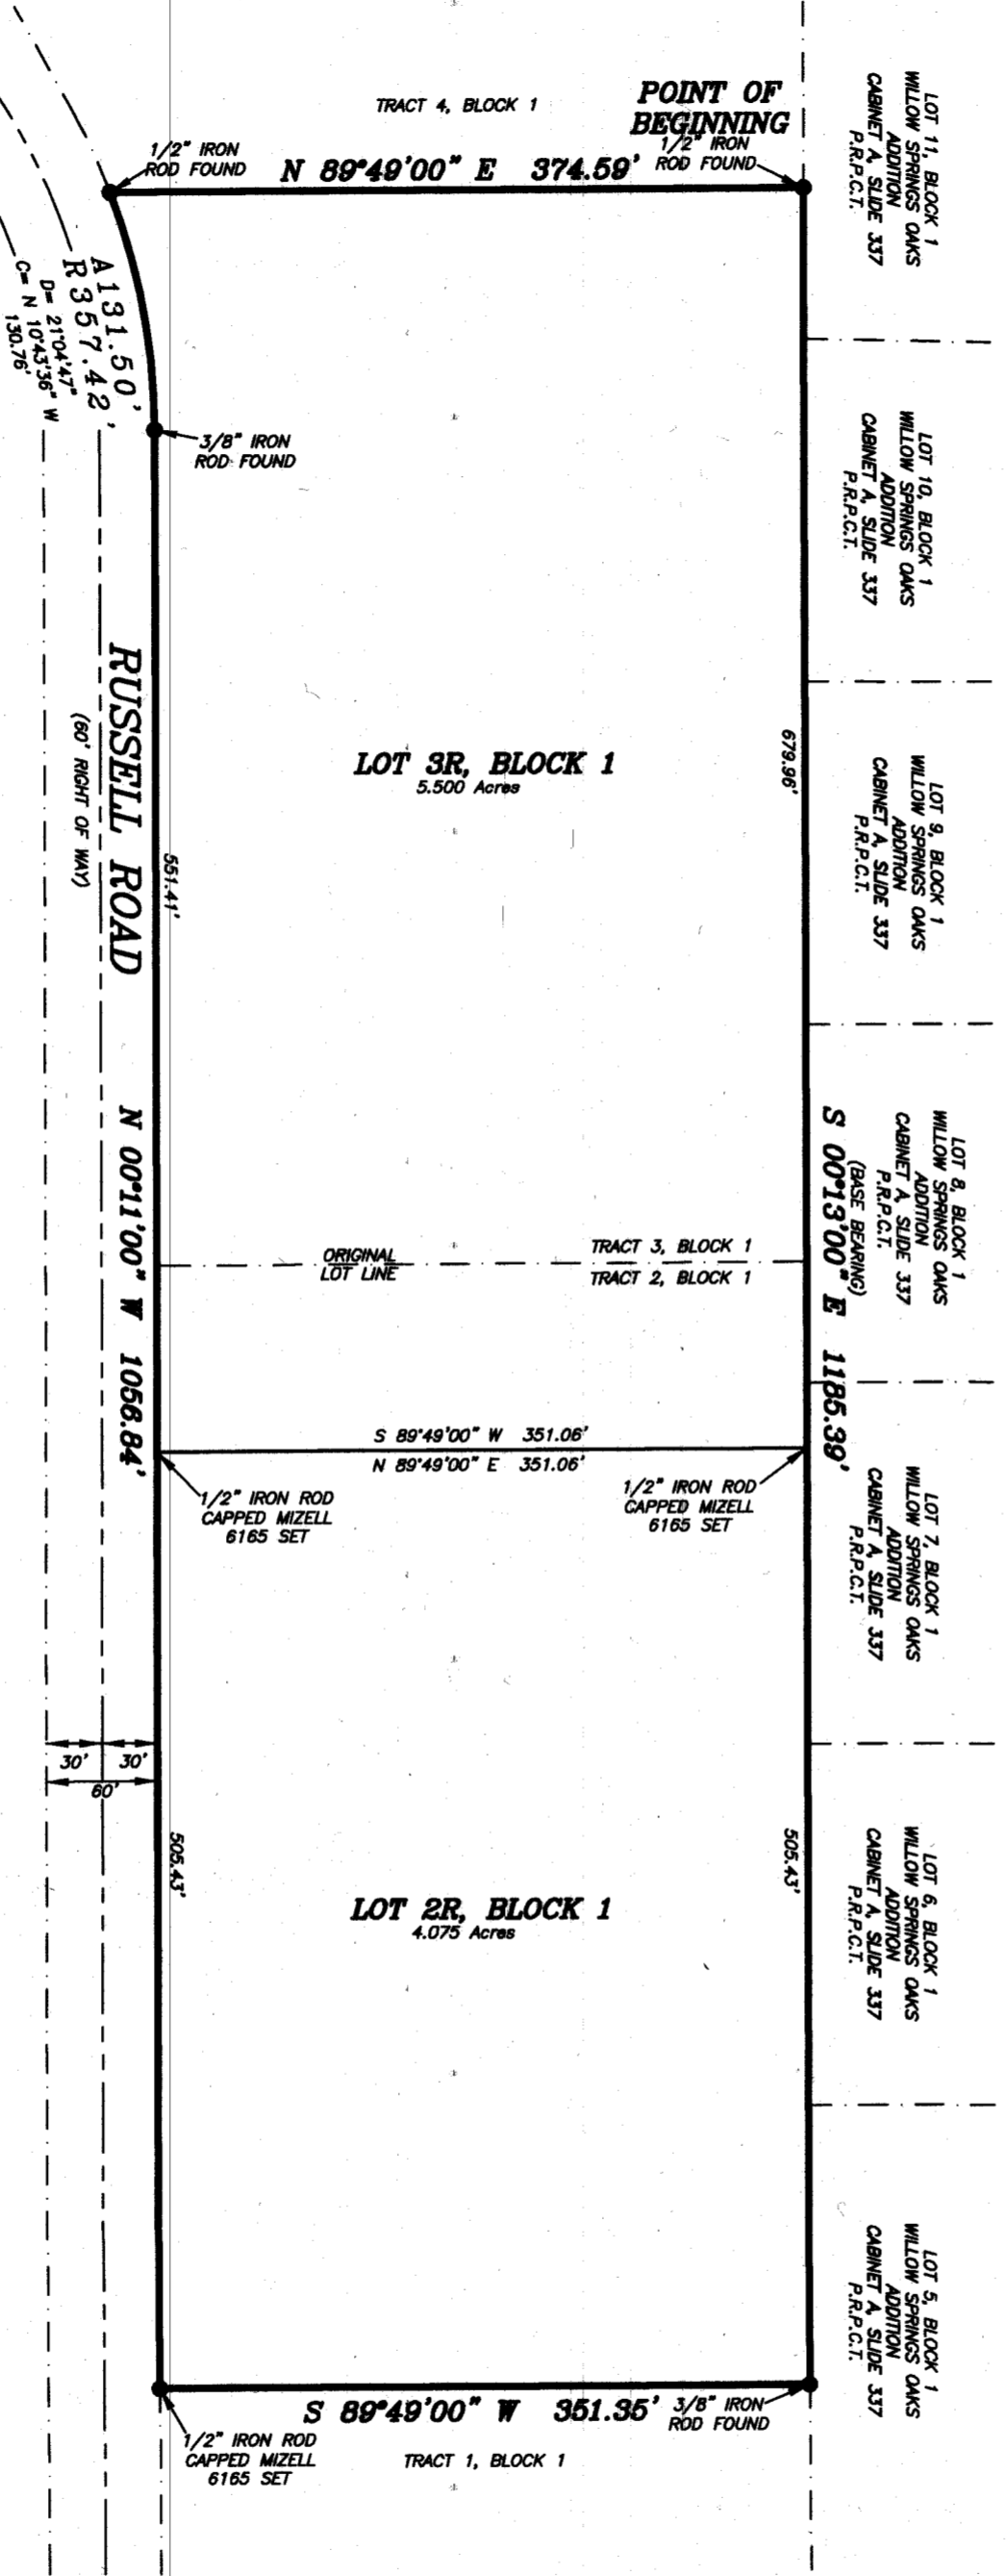 TRACT 4, BLOCK 1
POINT OF
BEGINNING
1/2" IRON
ROD FOUND
1/2" IRON
ROD FOUND
N 89°49'00" E 374.59'
A131.50'
R357.42'
D= 21°04'47"
C= N 10°43'36" W
130.76'
3/8" IRON
ROD FOUND
LOT 11, BLOCK 1
WILLOW SPRINGS OAKS
ADDITION
CABINET A, SLIDE 337
P.R.P.C.T.
LOT 10, BLOCK 1
WILLOW SPRINGS OAKS
ADDITION
CABINET A, SLIDE 337
P.R.P.C.T.
RUSSELL ROAD
(60' RIGHT OF WAY)
551.41'
LOT 3R, BLOCK 1
5.500 Acres
679.96'
LOT 9, BLOCK 1
WILLOW SPRINGS OAKS
ADDITION
CABINET A, SLIDE 337
P.R.P.C.T.
N 00°11'00" W 1056.84'
ORIGINAL
LOT LINE
TRACT 3, BLOCK 1
TRACT 2, BLOCK 1
S 00°13'00" E 1185.39'
(BASE BEARING)
LOT 8, BLOCK 1
WILLOW SPRINGS OAKS
ADDITION
CABINET A, SLIDE 337
P.R.P.C.T.
S 89°49'00" W 351.06'
N 89°49'00" E 351.06'
1/2" IRON ROD
CAPPED MIZELL
6165 SET
1/2" IRON ROD
CAPPED MIZELL
6165 SET
LOT 7, BLOCK 1
WILLOW SPRINGS OAKS
ADDITION
CABINET A, SLIDE 337
P.R.P.C.T.
30'
30'
60'
505.43'
LOT 2R, BLOCK 1
4.075 Acres
505.43'
LOT 6, BLOCK 1
WILLOW SPRINGS OAKS
ADDITION
CABINET A, SLIDE 337
P.R.P.C.T.
LOT 5, BLOCK 1
WILLOW SPRINGS OAKS
ADDITION
CABINET A, SLIDE 337
P.R.P.C.T.
S 89°49'00" W 351.35'
3/8" IRON
ROD FOUND
1/2" IRON ROD
CAPPED MIZELL
6165 SET
TRACT 1, BLOCK 1